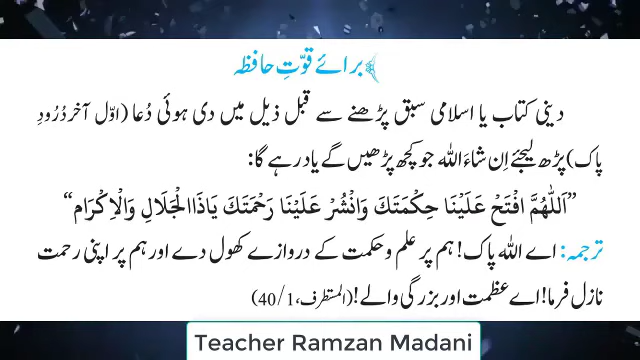 برائے قوّتِ حافظہ
دینی کتاب یا اسلامی سبق پڑھنے سے قبل ذیل میں دی ہوئی دُعا (اوّل آخر دُرُودِ
پاک) پڑھ لیجئے اِن شاءَ اللہ جو کچھ پڑھیں گے یاد رہے گا:
”اَللّٰهُمَّ افْتَحْ عَلَيْنَا حِكْمَتَكَ وَانْشُرْ عَلَيْنَا رَحْمَتَكَ يَاذَا الْجَلَالِ وَالْاِكْرَام“
ترجمہ: اے اللہ پاک! ہم پر علم و حکمت کے دروازے کھول دے اور ہم پر اپنی رحمت
نازل فرما! اے عظمت اور بزرگی والے! (المستطرف، 40/1)
Teacher Ramzan Madani